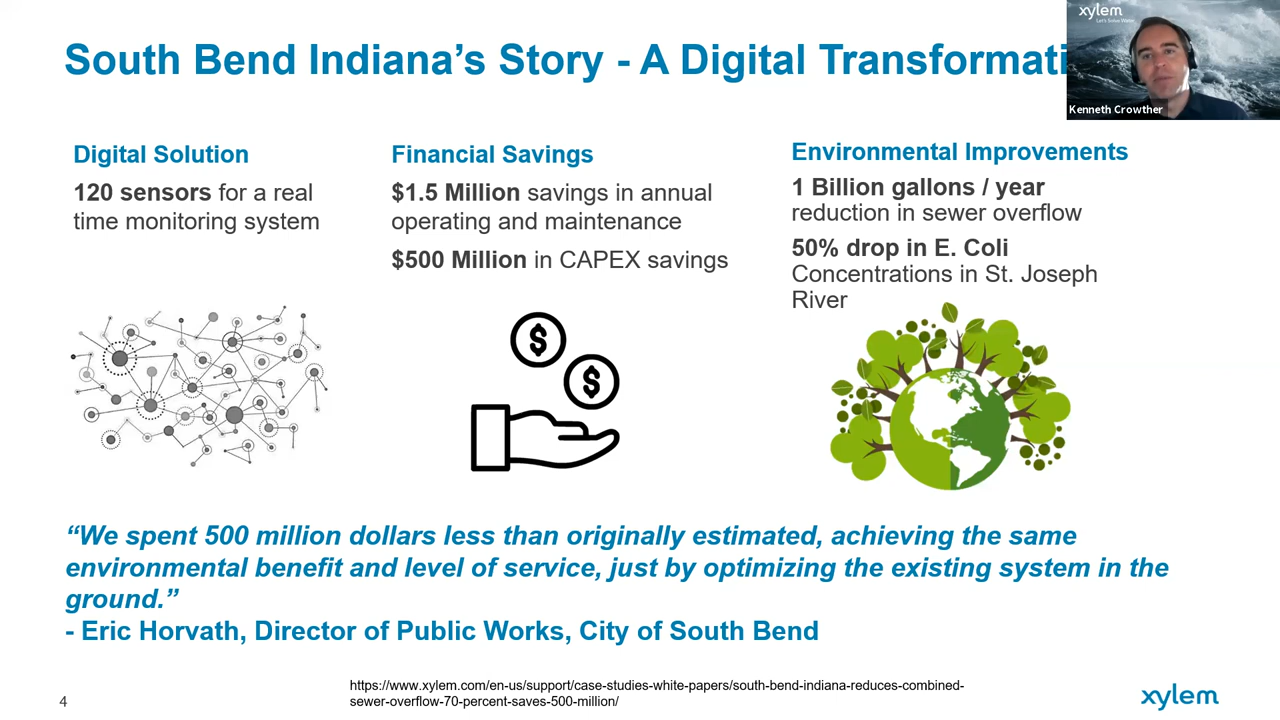 xylem
Let's Solve Water
South Bend Indiana's Story - A Digital Transformati
Kenneth Crowther
Digital Solution
120 sensors for a real
time monitoring system
Financial Savings
$1.5 Million savings in annual
operating and maintenance
$500 Million in CAPEX savings
Environmental Improvements
1 Billion gallons / year
reduction in sewer overflow
50% drop in E. Coli
Concentrations in St. Joseph
River
$
$
“We spent 500 million dollars less than originally estimated, achieving the same
environmental benefit and level of service, just by optimizing the existing system in the
ground.”
- Eric Horvath, Director of Public Works, City of South Bend
https://www.xylem.com/en-us/support/case-studies-white-papers/south-bend-indiana-reduces-combined-
sewer-overflow-70-percent-saves-500-million/
4
xylem